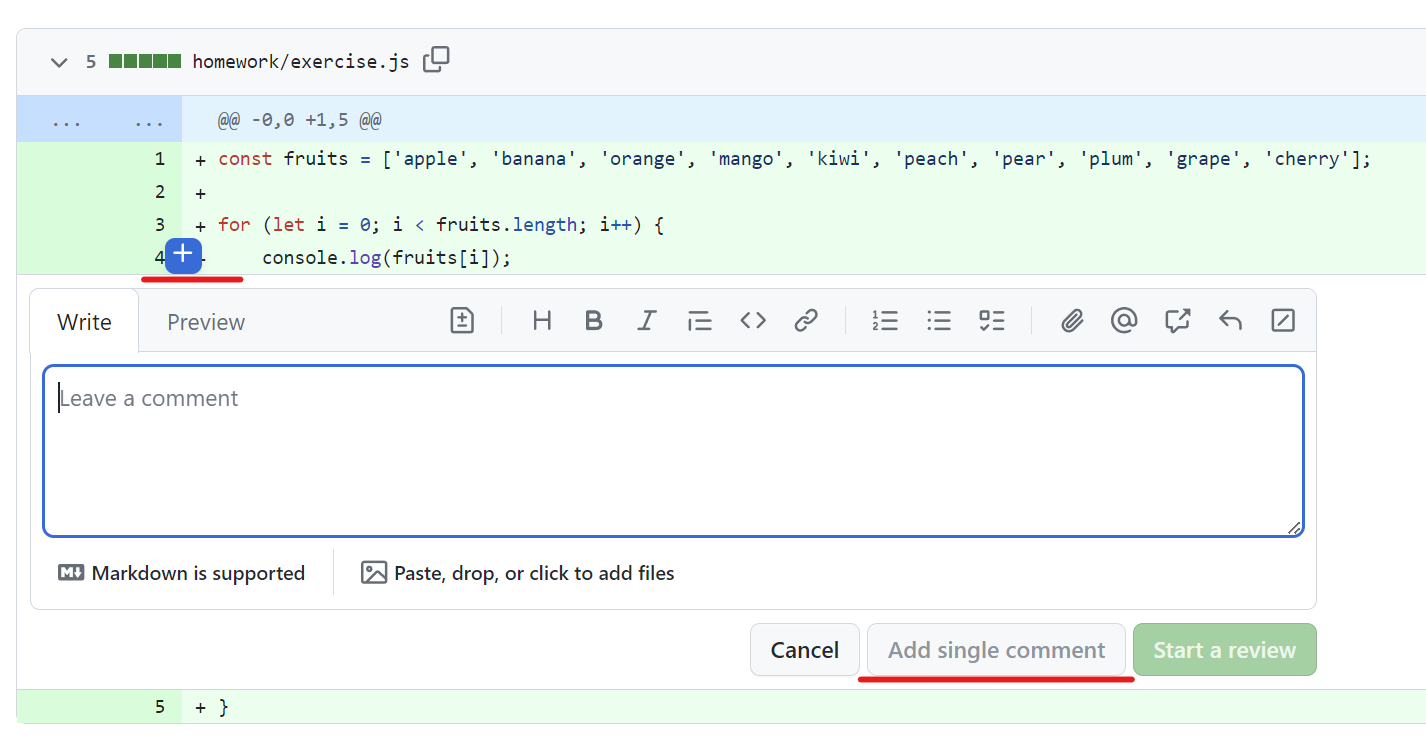 5 homework/exercise.js
... ... @@ -0,0 +1,5 @@
1 + const fruits = ['apple', 'banana', 'orange', 'mango', 'kiwi', 'peach', 'pear', 'plum', 'grape', 'cherry'];
2 +
3 + for (let i = 0; i < fruits.length; i++) {
4 + console.log(fruits[i]);
Write Preview
Leave a comment
Markdown is supported Paste, drop, or click to add files
Cancel Add single comment Start a review
5 + }